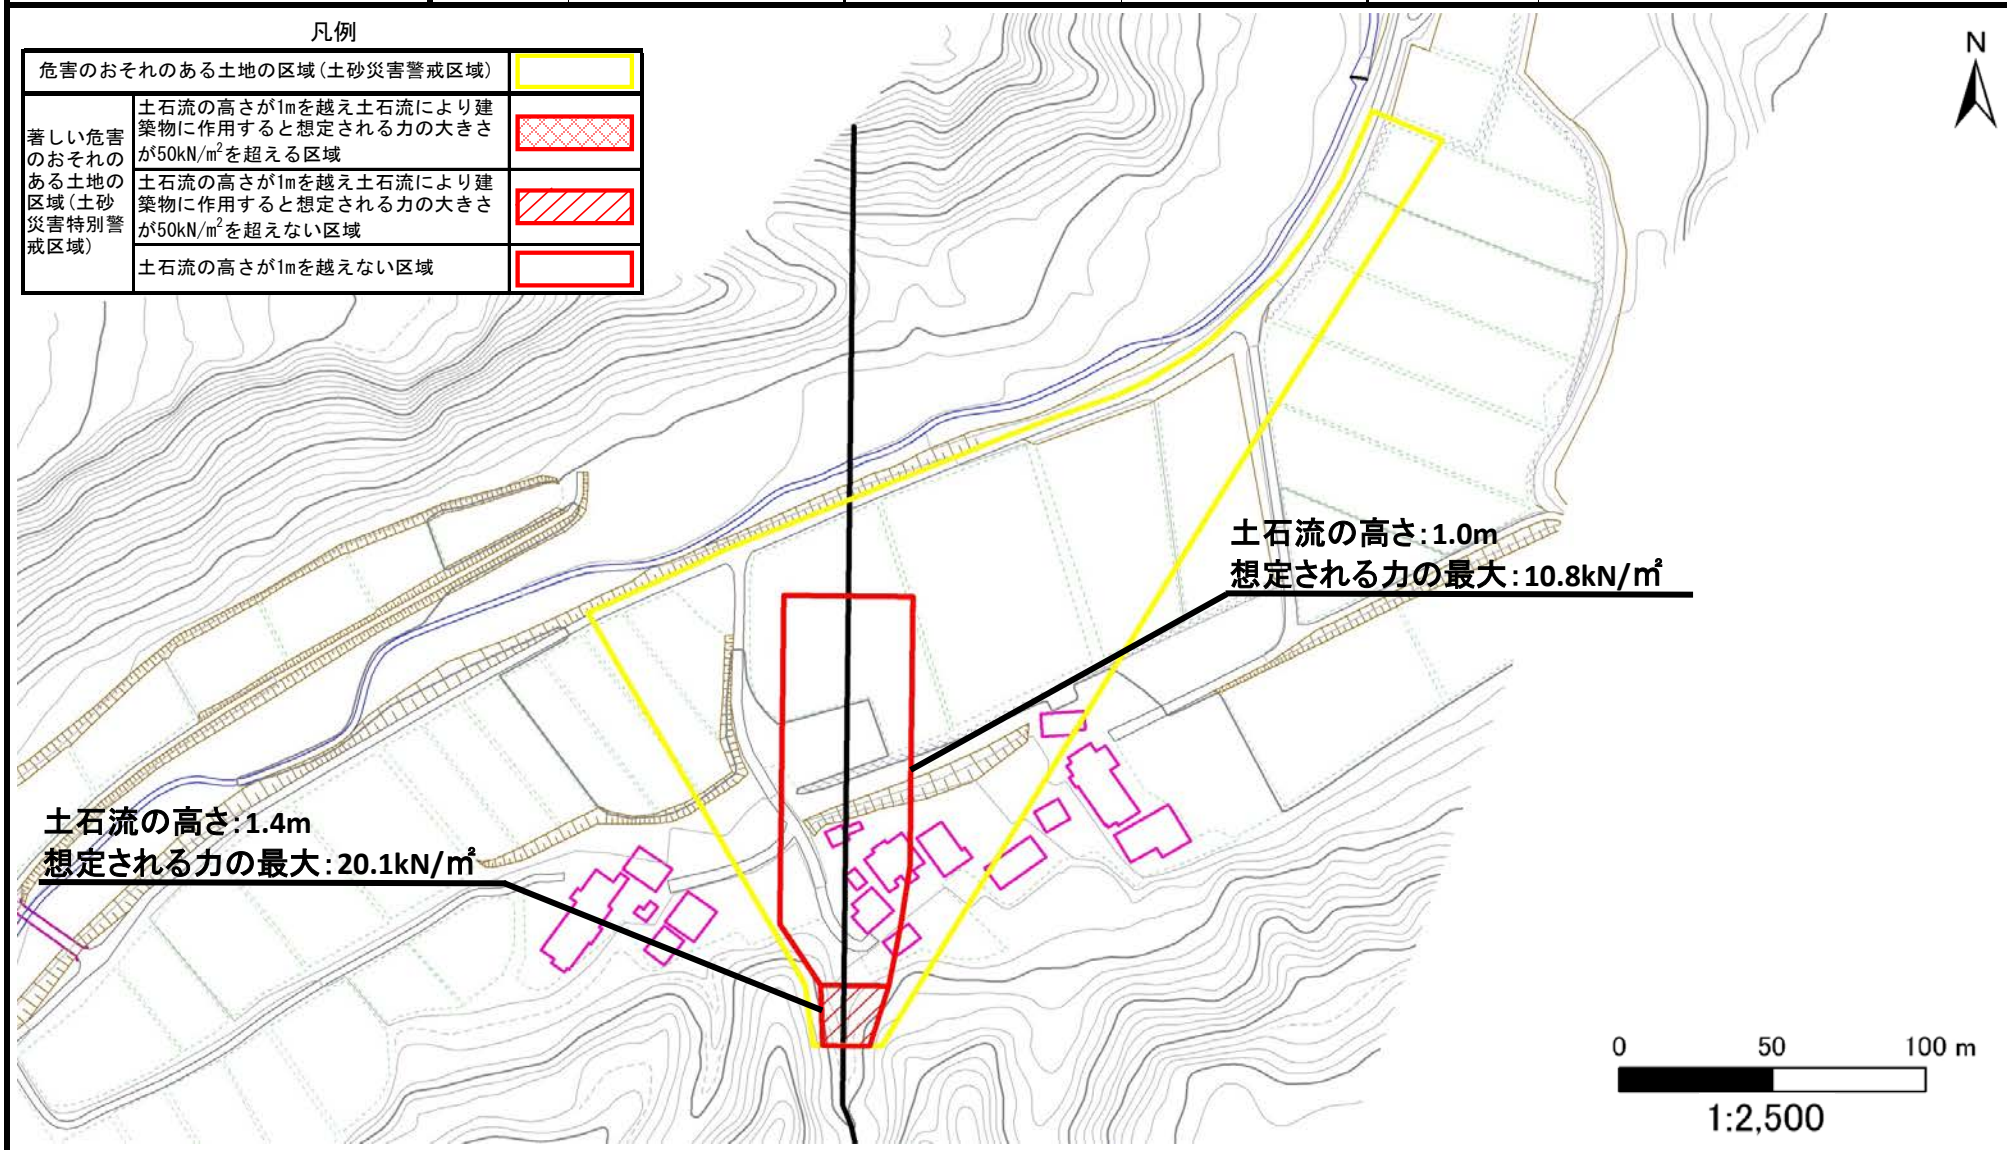 凡例
危害のおそれのある土地の区域(土砂災害警戒区域)
著しい危害
のおそれの
ある土地の
区域(土砂
災害特別警
戒区域)
土石流の高さが1mを越え土石流により建
築物に作用すると想定される力の大きさ
が50kN/m²を超える区域
土石流の高さが1mを越え土石流により建
築物に作用すると想定される力の大きさ
が50kN/m²を超えない区域
土石流の高さが1mを越えない区域
N
土石流の高さ:1.0m
想定される力の最大:10.8kN/㎡
土石流の高さ:1.4m
想定される力の最大:20.1kN/㎡
0 50 100 m
1:2,500